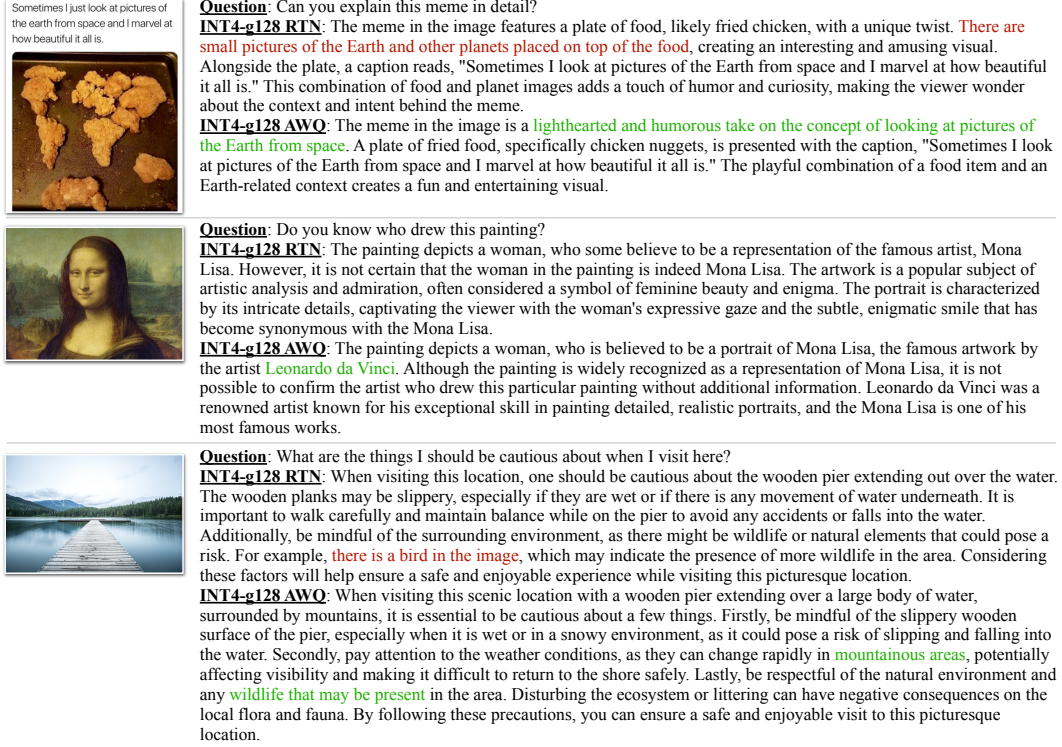 Sometimes I just look at pictures of
the earth from space and I marvel at
how beautiful it all is.
Question: Can you explain this meme in detail?
INT4-g128 RTN: The meme in the image features a plate of food, likely fried chicken, with a unique twist. There are
small pictures of the Earth and other planets placed on top of the food, creating an interesting and amusing visual.
Alongside the plate, a caption reads, "Sometimes I look at pictures of the Earth from space and I marvel at how beautiful
it all is." This combination of food and planet images adds a touch of humor and curiosity, making the viewer wonder
about the context and intent behind the meme.
INT4-g128 AWQ: The meme in the image is a lighthearted and humorous take on the concept of looking at pictures of
the Earth from space. A plate of fried food, specifically chicken nuggets, is presented with the caption, "Sometimes I look
at pictures of the Earth from space and I marvel at how beautiful it all is." The playful combination of a food item and an
Earth-related context creates a fun and entertaining visual.
Question: Do you know who drew this painting?
INT4-g128 RTN: The painting depicts a woman, who some believe to be a representation of the famous artist, Mona
Lisa. However, it is not certain that the woman in the painting is indeed Mona Lisa. The artwork is a popular subject of
artistic analysis and admiration, often considered a symbol of feminine beauty and enigma. The portrait is characterized
by its intricate details, captivating the viewer with the woman's expressive gaze and the subtle, enigmatic smile that has
become synonymous with the Mona Lisa.
INT4-g128 AWQ: The painting depicts a woman, who is believed to be a portrait of Mona Lisa, the famous artwork by
the artist Leonardo da Vinci. Although the painting is widely recognized as a representation of Mona Lisa, it is not
possible to confirm the artist who drew this particular painting without additional information. Leonardo da Vinci was a
renowned artist known for his exceptional skill in painting detailed, realistic portraits, and the Mona Lisa is one of his
most famous works.
Question: What are the things I should be cautious about when I visit here?
INT4-g128 RTN: When visiting this location, one should be cautious about the wooden pier extending out over the water.
The wooden planks may be slippery, especially if they are wet or if there is any movement of water underneath. It is
important to walk carefully and maintain balance while on the pier to avoid any accidents or falls into the water.
Additionally, be mindful of the surrounding environment, as there might be wildlife or natural elements that could pose a
risk. For example, there is a bird in the image, which may indicate the presence of more wildlife in the area. Considering
these factors will help ensure a safe and enjoyable experience while visiting this picturesque location.
INT4-g128 AWQ: When visiting this scenic location with a wooden pier extending over a large body of water,
surrounded by mountains, it is essential to be cautious about a few things. Firstly, be mindful of the slippery wooden
surface of the pier, especially when it is wet or in a snowy environment, as it could pose a risk of slipping and falling into
the water. Secondly, pay attention to the weather conditions, as they can change rapidly in mountainous areas, potentially
affecting visibility and making it difficult to return to the shore safely. Lastly, be respectful of the natural environment and
any wildlife that may be present in the area. Disturbing the ecosystem or littering can have negative consequences on the
local flora and fauna. By following these precautions, you can ensure a safe and enjoyable visit to this picturesque
location.